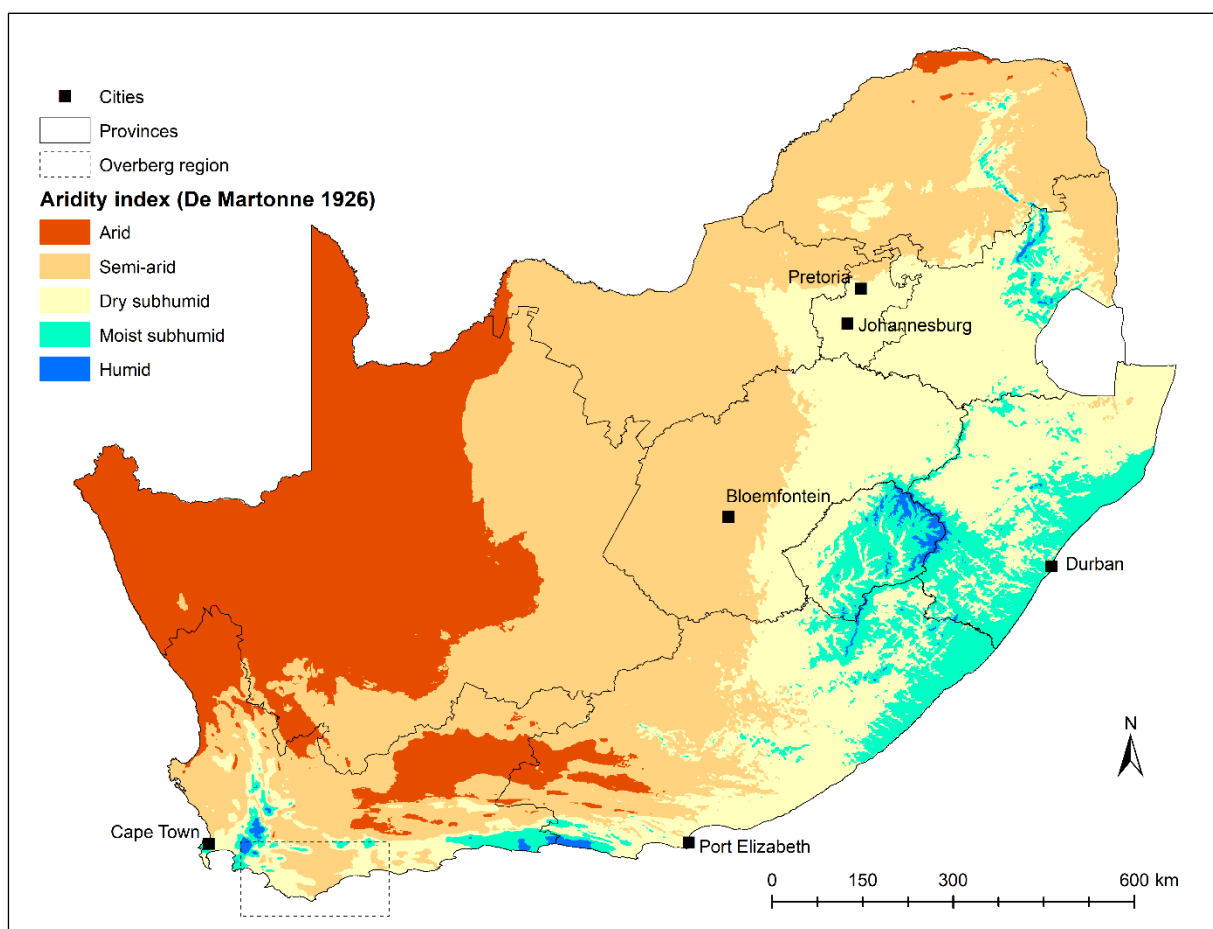 Cities
Provinces
Overberg region
Aridity index (De Martonne 1926)
Arid
Semi-arid
Dry subhumid
Moist subhumid
Humid
Pretoria
Johannesburg
Bloemfontein
Durban
Cape Town
Port Elizabeth
N
0 150 300 600 km